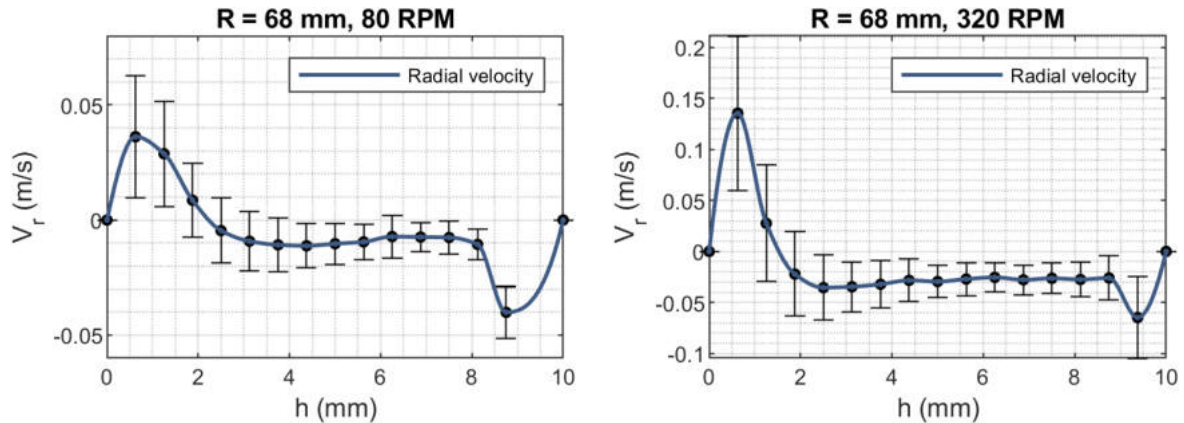 R = 68 mm, 80 RPM
Radial velocity
0.05
0
-0.05
V_r (m/s)
0 2 4 6 8 10
h (mm)
R = 68 mm, 320 RPM
Radial velocity
0.2
0.15
0.1
0.05
0
-0.05
-0.1
V_r (m/s)
0 2 4 6 8 10
h (mm)